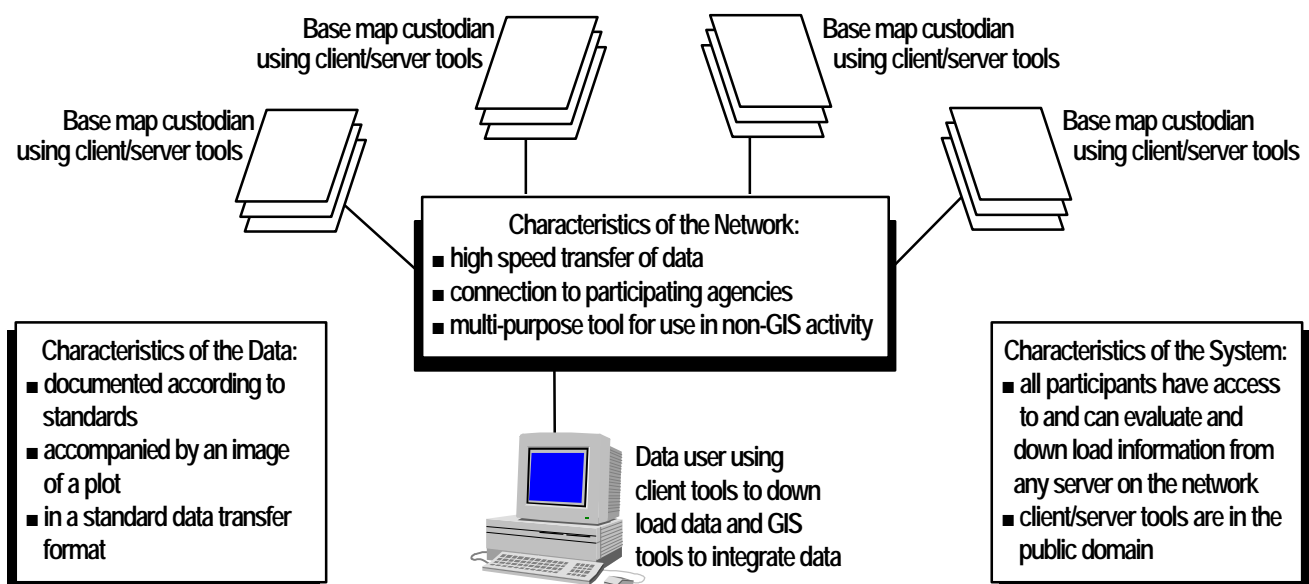 Base map custodian
using client/server tools
Base map custodian
using client/server tools
Base map custodian
using client/server tools
Base map custodian
using client/server tools
Characteristics of the Network:
■ high speed transfer of data
■ connection to participating agencies
■ multi-purpose tool for use in non-GIS activity
Characteristics of the Data:
■ documented according to
standards
■ accompanied by an image
of a plot
■ in a standard data transfer
format
Data user using
client tools to down
load data and GIS
tools to integrate data
Characteristics of the System:
■ all participants have access
to and can evaluate and
down load information from
any server on the network
■ client/server tools are in the
public domain